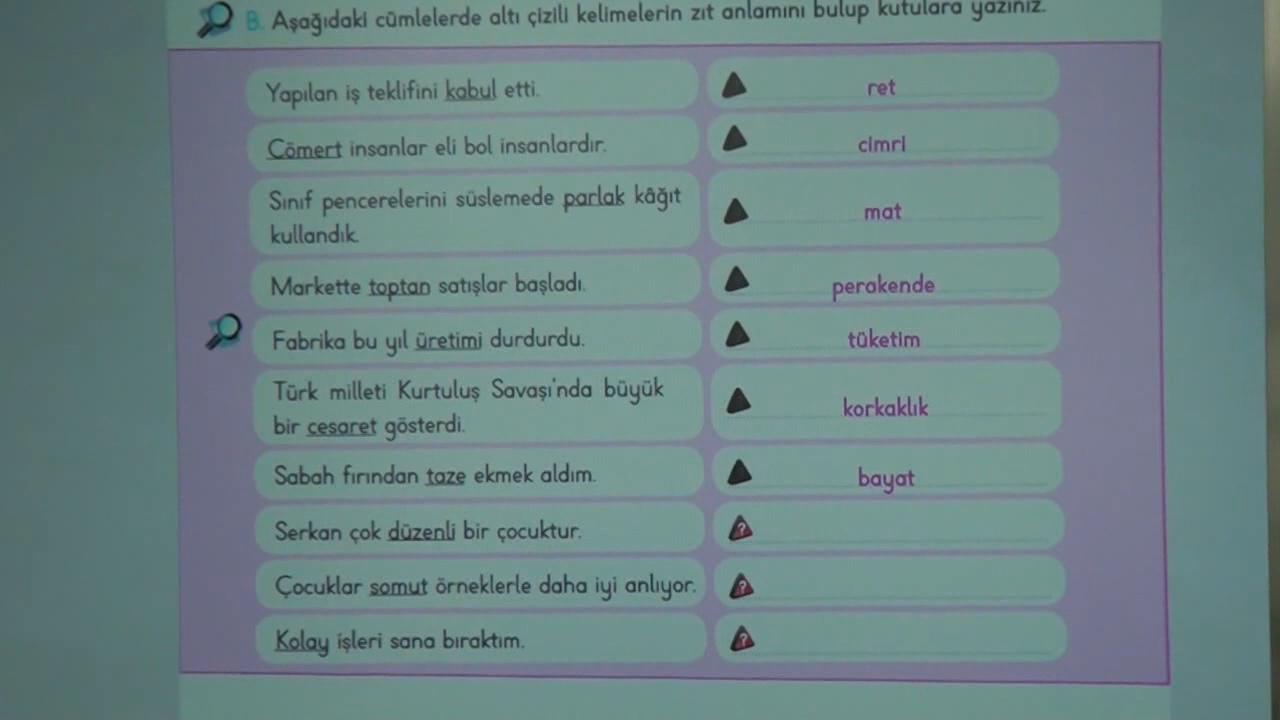 B. Aşağıdaki cümlelerde altı çizili kelimelerin zıt anlamını bulup kutulara yazınız.
Yapılan iş teklifini kabul etti.
ret
Cömert insanlar eli bol insanlardır.
cimri
Sınıf pencerelerini süslemede parlak kâğıt
kullandık.
mat
Markette toptan satışlar başladı.
perakende
Fabrika bu yıl üretimi durdurdu.
tüketim
Türk milleti Kurtuluş Savaşı'nda büyük
bir cesaret gösterdi.
korkaklık
Sabah fırından taze ekmek aldım.
bayat
Serkan çok düzenli bir çocuktur.
?
Çocuklar somut örneklerle daha iyi anlıyor.
?
Kolay işleri sana bıraktım.
?